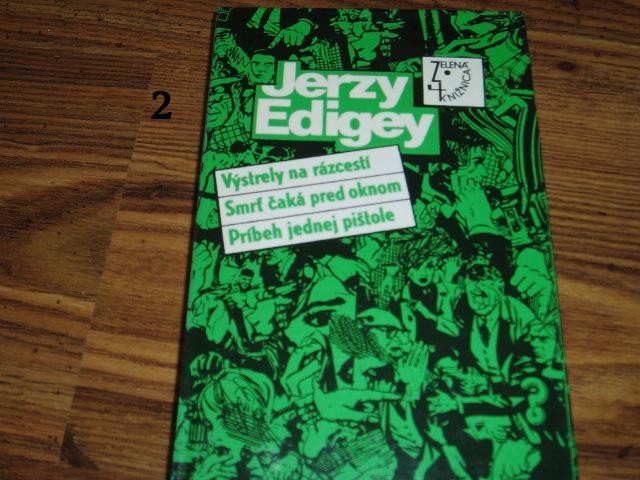 2
Jerzy
Edigey
ZELENÁ
KNIŽNICA
Výstrely na rázcestí
Smrť čaká pred oknom
Príbeh jednej pištole
?